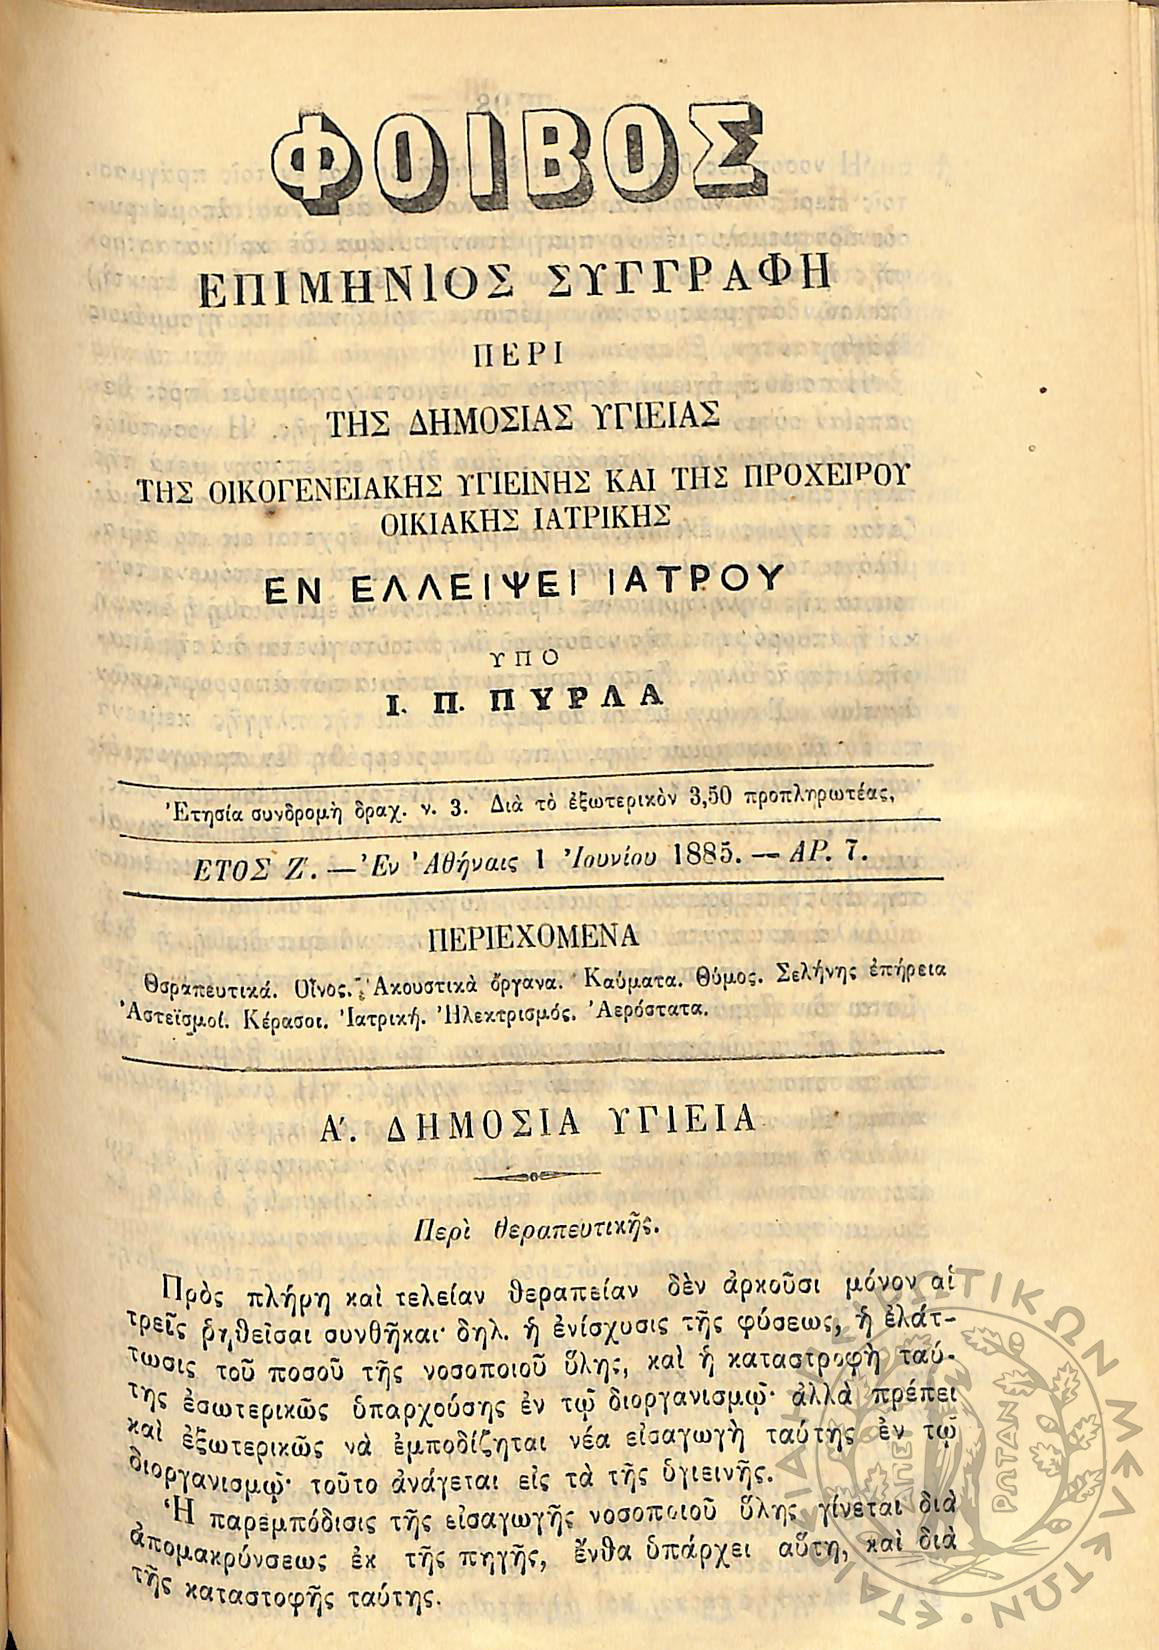 ΦΟΙΒΟΣ
ΕΠΙΜΗΝΙΟΣ ΣΥΓΓΡΑΦΗ
ΠΕΡΙ
ΤΗΣ ΔΗΜΟΣΙΑΣ ΥΓΙΕΙΑΣ
ΤΗΣ ΟΙΚΟΓΕΝΕΙΑΚΗΣ ΥΓΙΕΙΝΗΣ ΚΑΙ ΤΗΣ ΠΡΟΧΕΙΡΟΥ
ΟΙΚΙΑΚΗΣ ΙΑΤΡΙΚΗΣ
ΕΝ ΕΛΛΕΙΨΕΙ ΙΑΤΡΟΥ
ΥΠΟ
Ι. Π. ΠΥΡΛΑ
Ἐτησία συνδρομὴ δραχ. ν. 3. Διὰ τὸ ἐξωτερικὸν 3,50 προπληρωτέας,
ΕΤΟΣ Ζ΄. — Ἐν Ἀθήναις 1 Ἰουνίου 1885. — ΑΡ. 7.
ΠΕΡΙΕΧΟΜΕΝΑ
Θεραπευτικά. Οἶνος. Ἀκουστικὰ ὄργανα. Καύματα. Θύμος. Σελήνης ἐπήρεια
Ἀστεϊσμοί. Κέρασοι. Ἰατρική. Ἠλεκτρισμός. Ἀερόστατα.
Α΄. ΔΗΜΟΣΙΑ ΥΓΙΕΙΑ
Περὶ θεραπευτικῆς.
Πρὸς πλήρη καὶ τελείαν θεραπείαν δὲν ἀρκοῦσι μόνον αἱ
τρεῖς ῥηθεῖσαι συνθῆκαι· δηλ. ἡ ἐνίσχυσις τῆς φύσεως, ἡ ἐλάτ-
τωσις τοῦ ποσοῦ τῆς νοσοποιοῦ ὕλης, καὶ ἡ καταστροφὴ ταύ-
της ἐσωτερικῶς ὑπαρχούσης ἐν τῷ διοργανισμῷ· ἀλλὰ πρέπει
καὶ ἐξωτερικῶς νὰ ἐμποδίζηται νέα εἰσαγωγὴ ταύτης ἐν τῷ
διοργανισμῷ· τοῦτο ἀνάγεται εἰς τὰ τῆς ὑγιεινῆς.
Ἡ παρεμπόδισις τῆς εἰσαγωγῆς νοσοποιοῦ ὕλης γίνεται διὰ
ἀπομακρύνσεως ἐκ τῆς πηγῆς, ἔνθα ὑπάρχει αὕτη, καὶ διὰ
τῆς καταστοφῆς ταύτης.